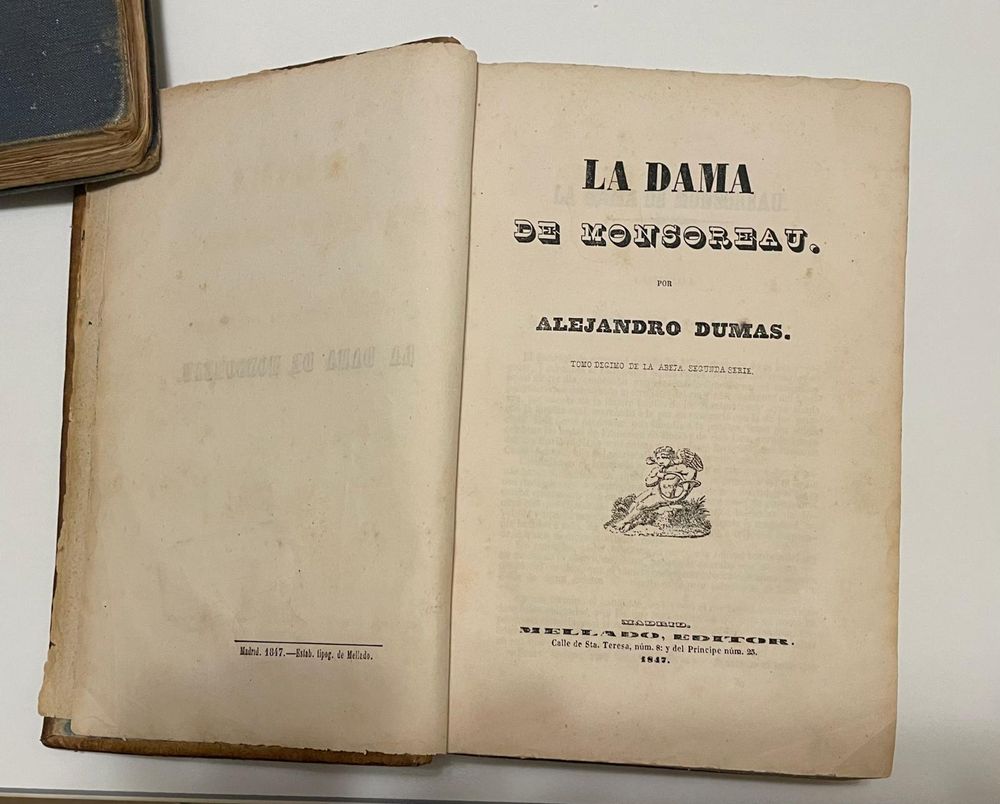 Madrid. 1847.—Estab. tipog. de Mellado.
LA DAMA
DE MONSOREAU.
POR
ALEJANDRO DUMAS.
TOMO DECIMO DE LA ABEJA. SEGUNDA SERIE.
MADRID.
MELLADO, EDITOR.
Calle de Sta. Teresa, núm. 8: y del Príncipe núm. 25.
1847.